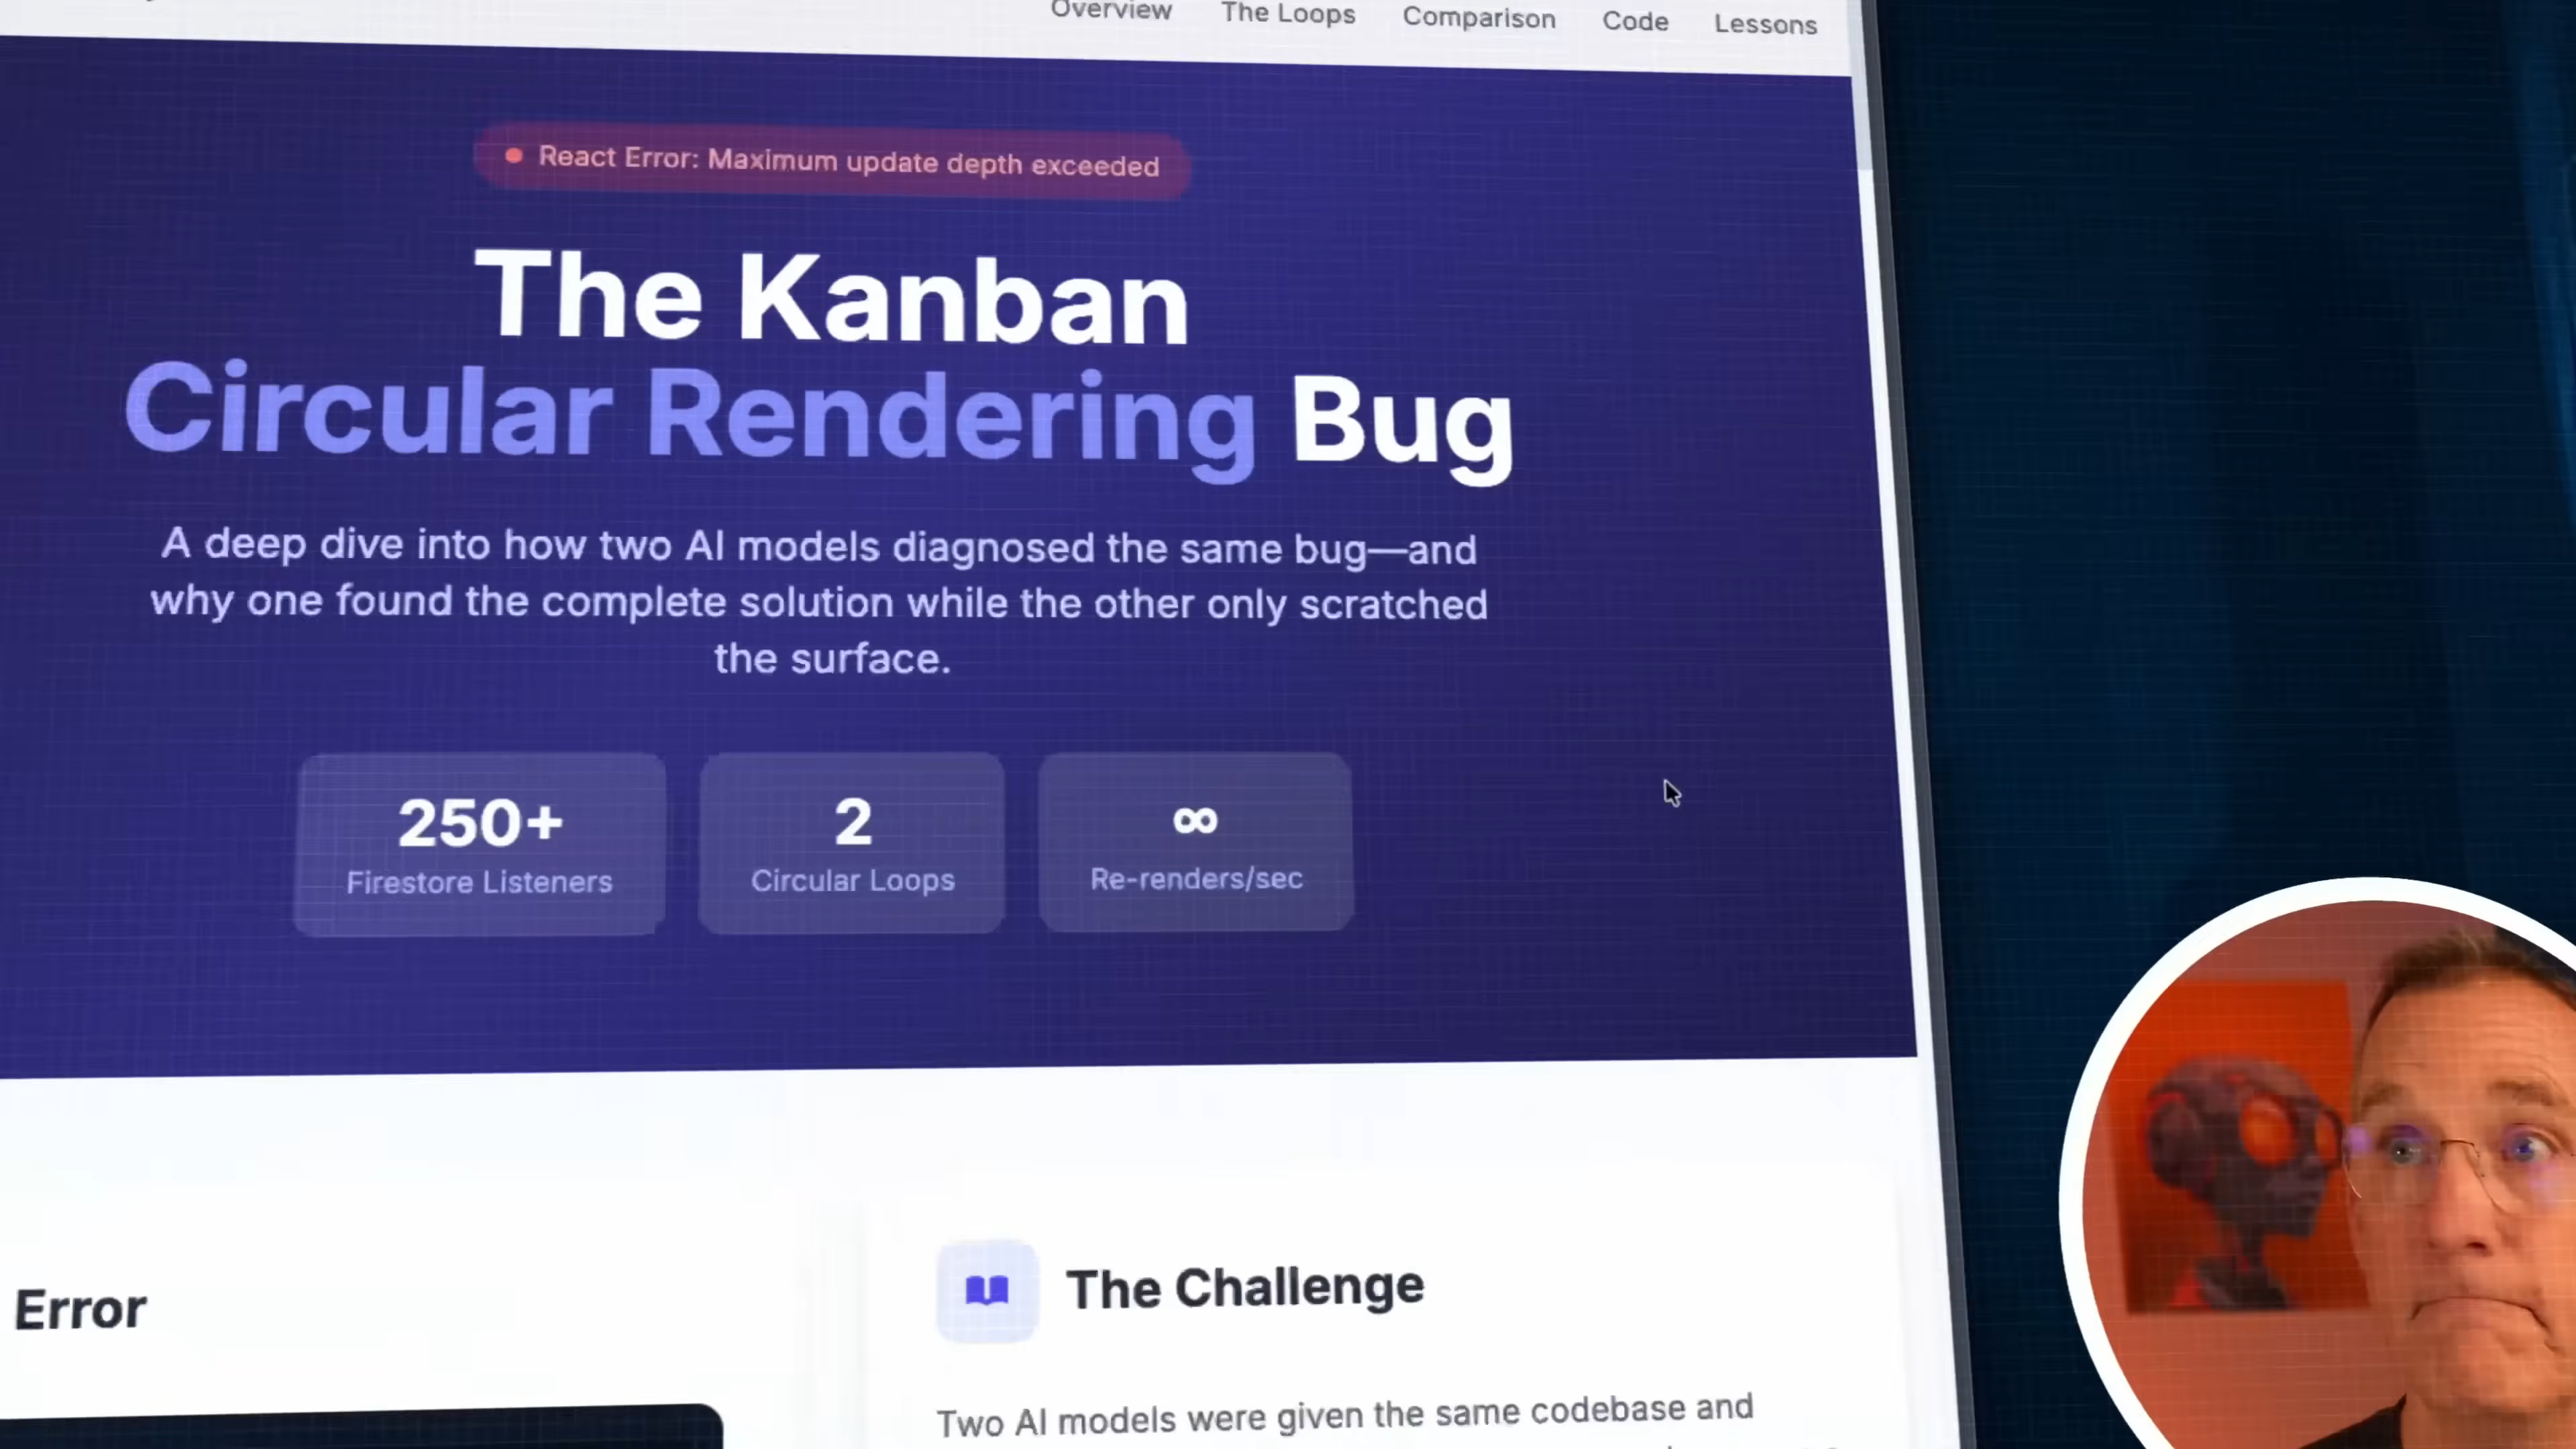 Overview The Loops Comparison Code Lessons
React Error: Maximum update depth exceeded
The Kanban
Circular Rendering Bug
A deep dive into how two AI models diagnosed the same bug—and
why one found the complete solution while the other only scratched
the surface.
250+
Firestore Listeners
2
Circular Loops
∞
Re-renders/sec
Error
The Challenge
Two AI models were given the same codebase and